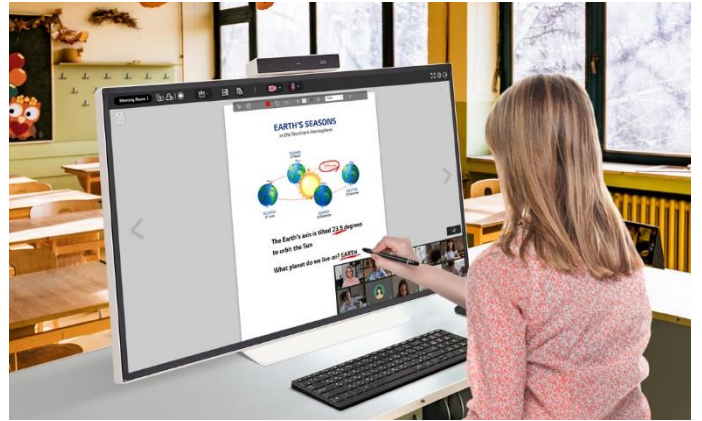 Meeting Room 1
EARTH'S SEASONS
in the Northern Hemisphere
The Earth's axis is tilted 23.5 degrees
to orbit the Sun
What planet do we live on? EARTH